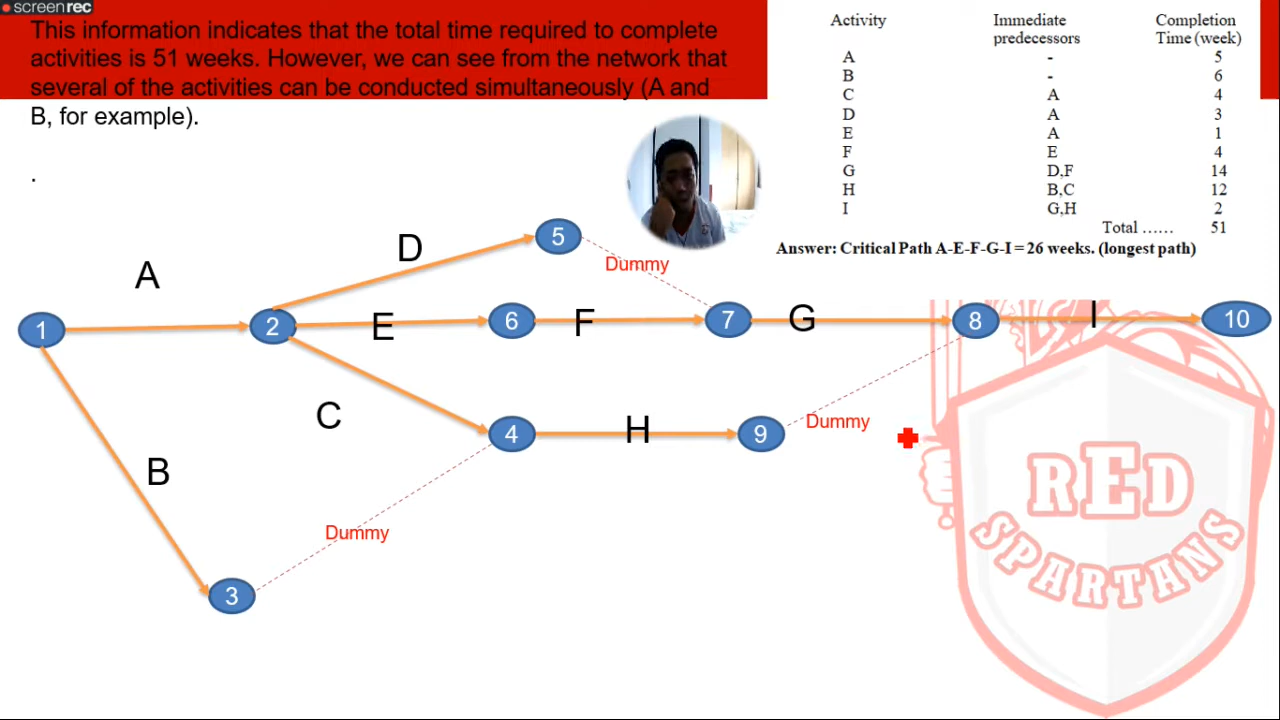 screenrec
This information indicates that the total time required to complete
activities is 51 weeks. However, we can see from the network that
several of the activities can be conducted simultaneously (A and
B, for example).
.
Activity Immediate predecessors Completion Time (week)
A - 5
B - 6
C A 4
D A 3
E A 1
F E 4
G D,F 14
H B,C 12
I G,H 2
Total …… 51
Answer: Critical Path A-E-F-G-I = 26 weeks. (longest path)
D
5
Dummy
A
1
2
E
6
F
7
G
8
I
10
C
4
H
9
Dummy
B
Dummy
3
RED
SPARTANS